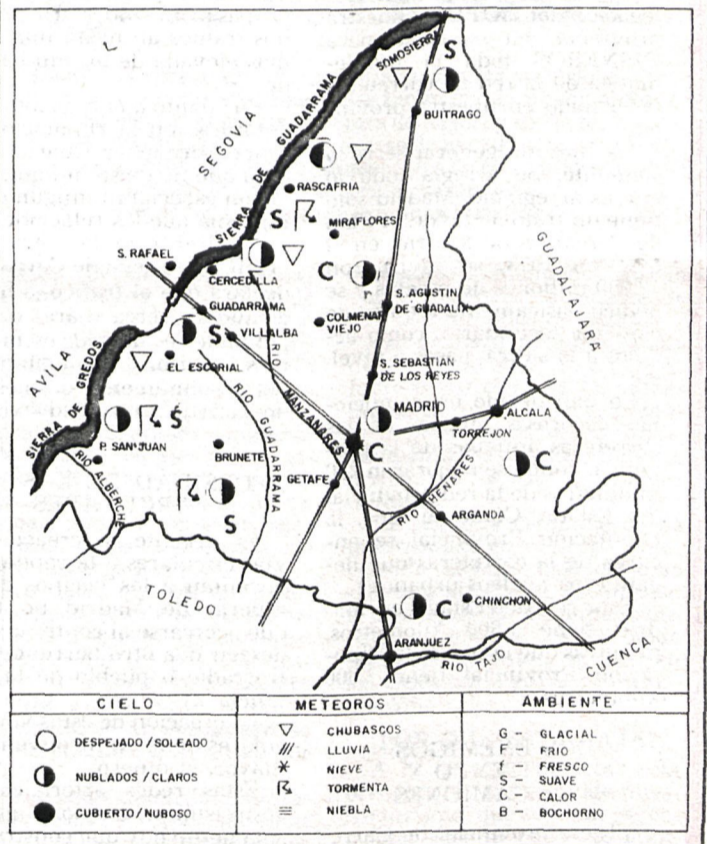 SOMOSIERRA
S
BUITRAGO
SEGOVIA
SIERRA DE GUADARRAMA
RASCAFRIA
S
MIRAFLORES
GUADALAJARA
S. RAFAEL
CERCEDILLA
C
GUADARRAMA
S. AGUSTIN
DE GUADALIX
COLMENAR
VIEJO
VILLALBA
S
AVILA
SIERRA DE GREDOS
EL ESCORIAL
RIO MANZANARES
S. SEBASTIAN
DE LOS REYES
RIO GUADARRAMA
MADRID
ALCALA
TORREJON
S
P. SAN JUAN
BRUNETE
C
RIO ALBERCHE
GETAFE
RIO HENARES
ARGANDA
S
TOLEDO
CHINCHON
ARANJUEZ
RIO TAJO
CUENCA
CIELO
METEOROS
AMBIENTE
DESPEJADO/SOLEADO
NUBLADOS/CLAROS
CUBIERTO/NUBOSO
CHUBASCOS
LLUVIA
NIEVE
TORMENTA
NIEBLA
G - GLACIAL
F - FRIO
f - FRESCO
S - SUAVE
C - CALOR
B - BOCHORNO